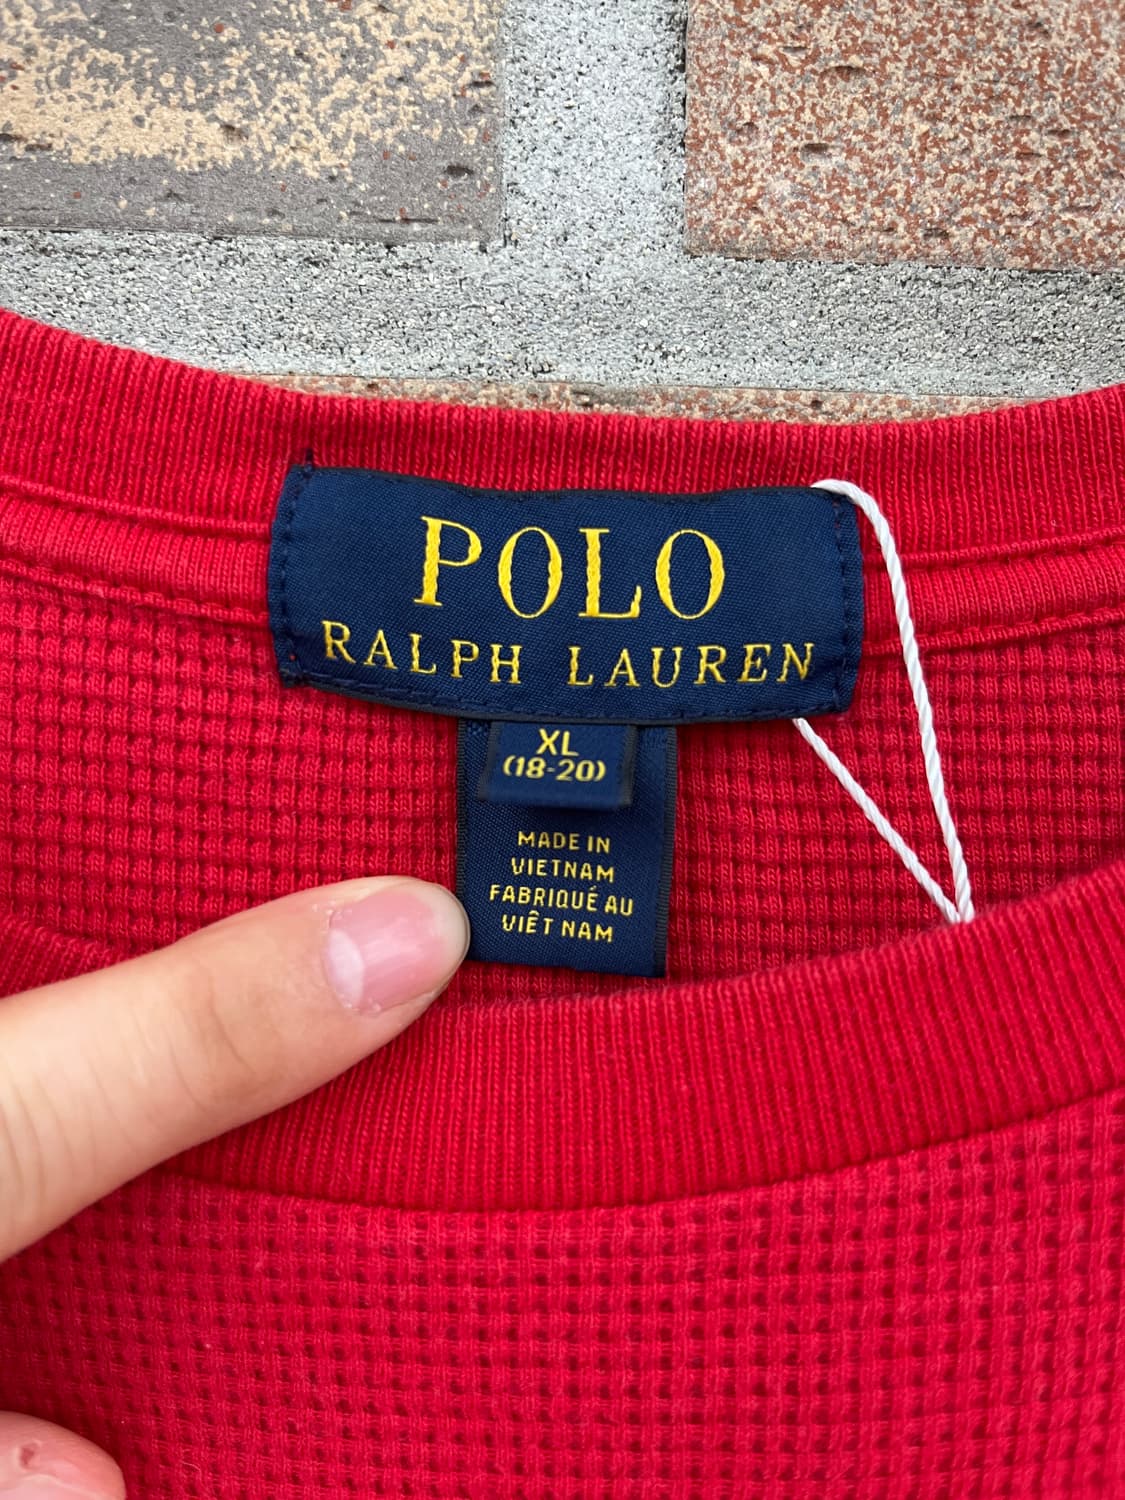 POLO
RALPH LAUREN
XL
(18-20)
MADE IN
VIETNAM
FABRIQUÉ AU
VIÊT NAM